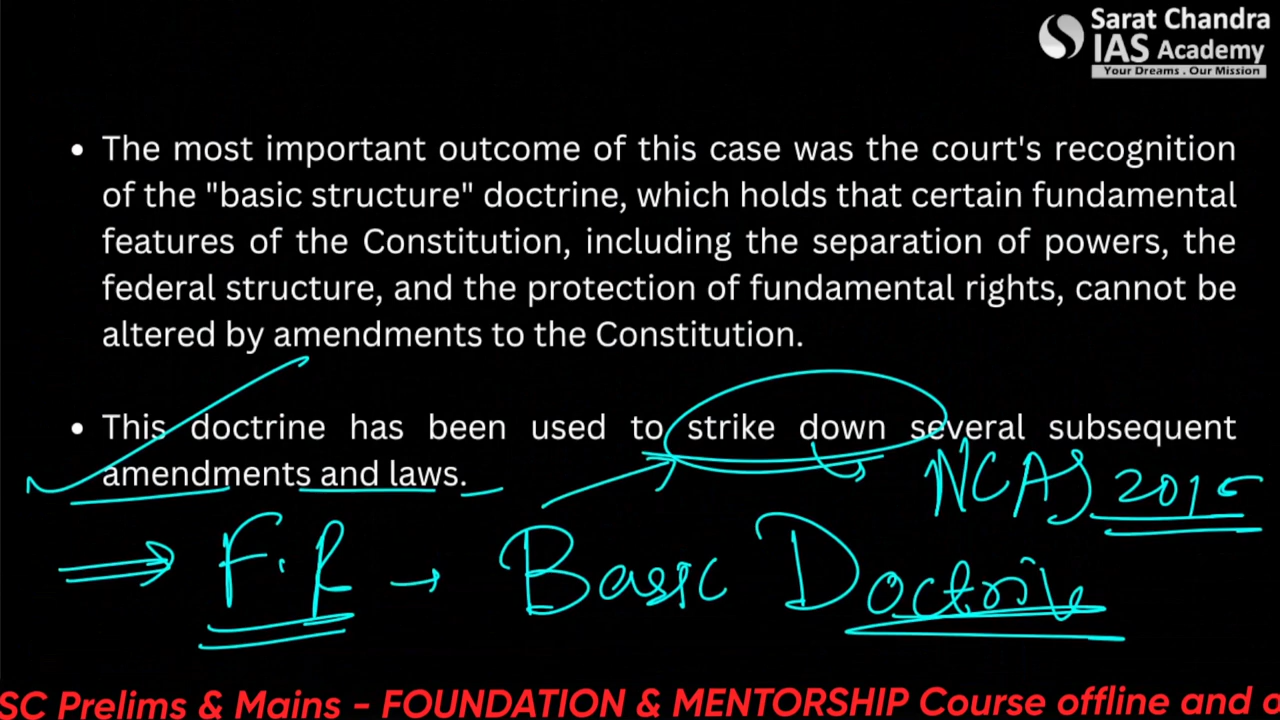 Sarat Chandra
IAS Academy
Your Dreams . Our Mission
• The most important outcome of this case was the court's recognition
of the "basic structure" doctrine, which holds that certain fundamental
features of the Constitution, including the separation of powers, the
federal structure, and the protection of fundamental rights, cannot be
altered by amendments to the Constitution.
• This doctrine has been used to strike down several subsequent
amendments and laws.
2015
F.R → Basic Doctrine
SC Prelims & Mains - FOUNDATION & MENTORSHIP Course offline and